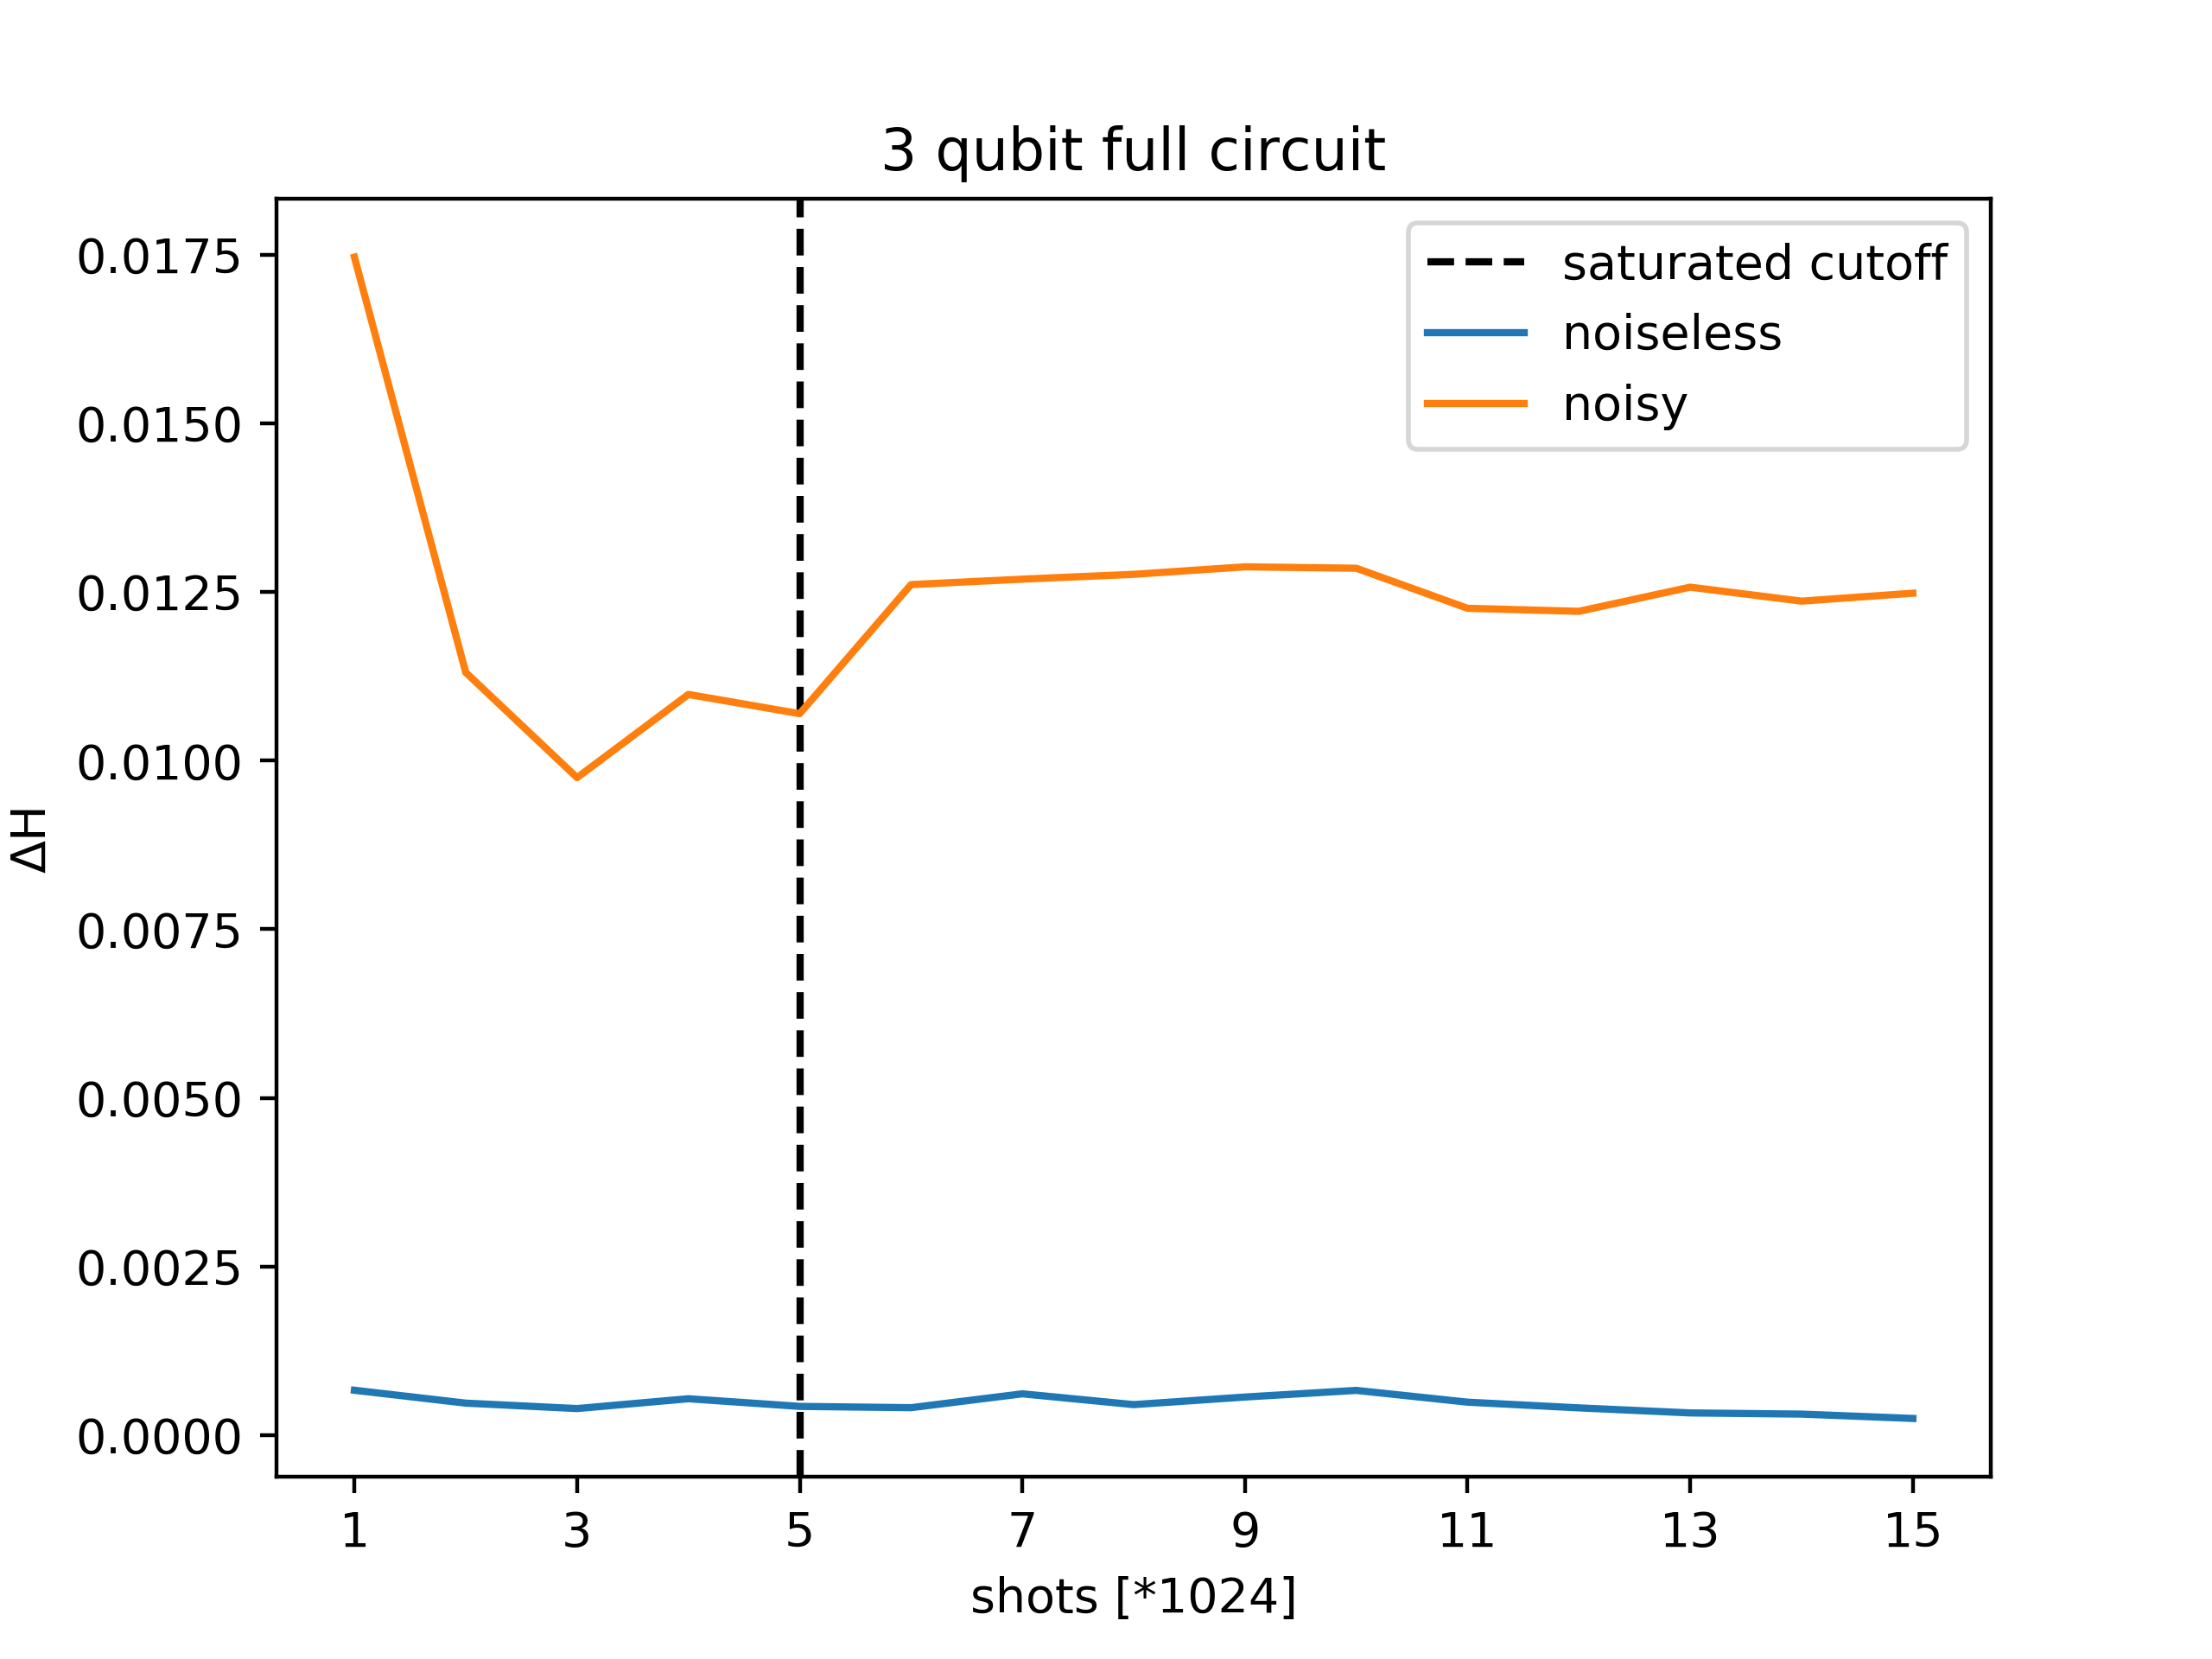 3 qubit full circuit
saturated cutoff
noiseless
noisy
0.0175
0.0150
0.0125
0.0100
0.0075
0.0050
0.0025
0.0000
ΔH
1 3 5 7 9 11 13 15
shots [*1024]